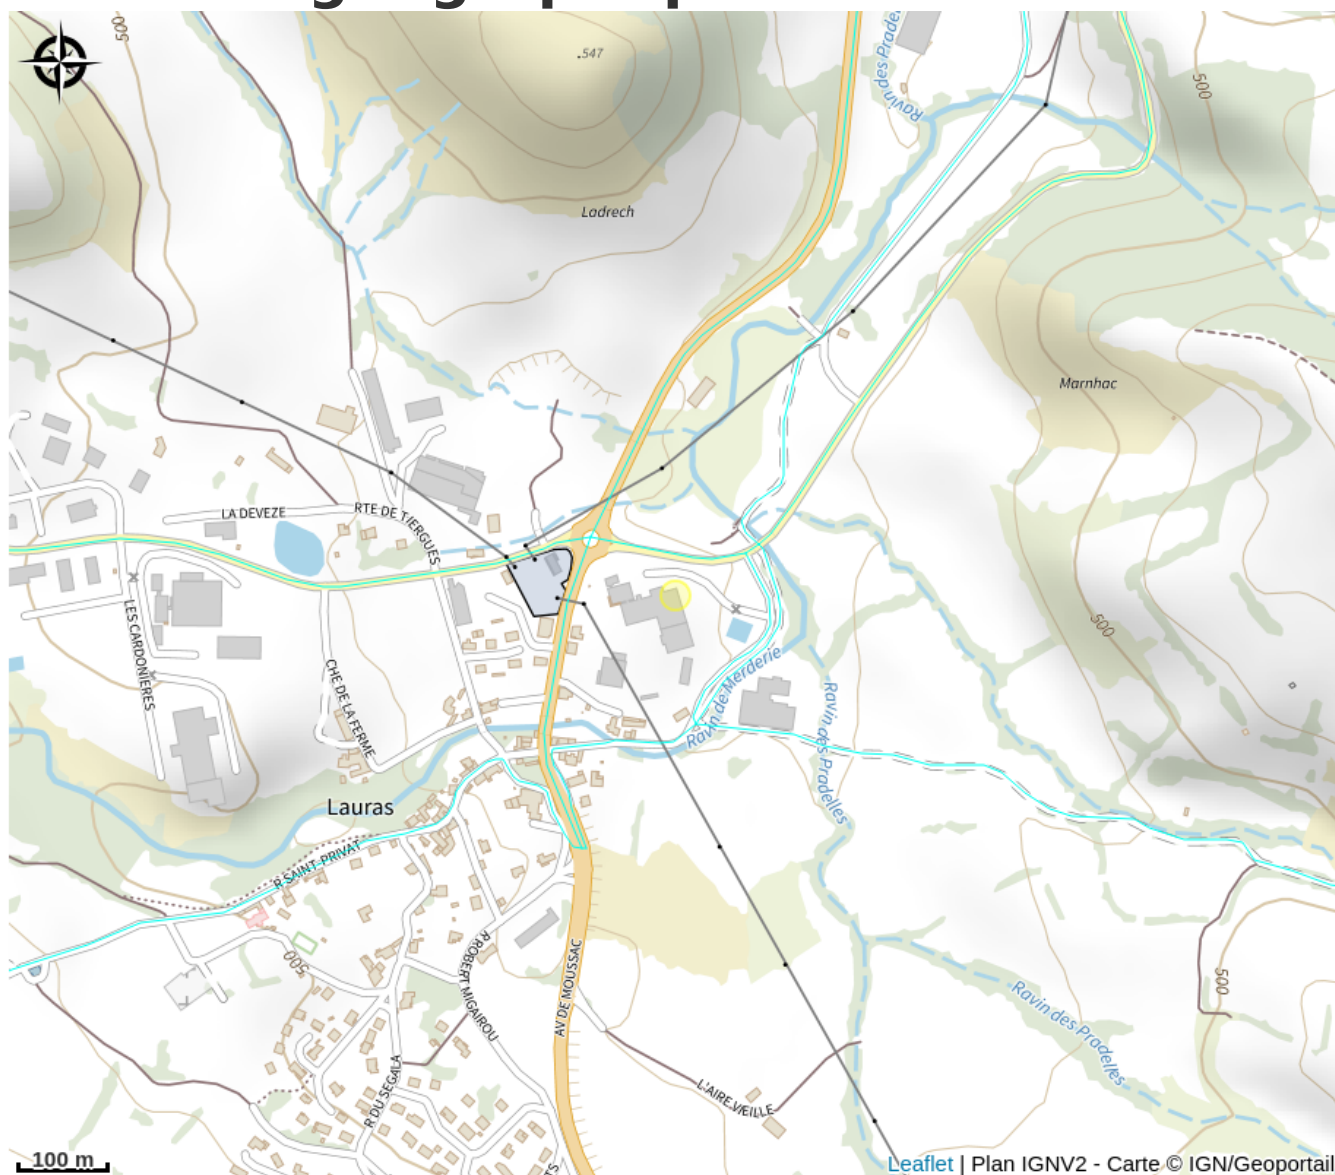 500
547
Ravin des Pradelles
500
Ladrech
Marnhac
LA DEVEZE
RTE DE TIERGUES
LES CARDONIERES
CHE DE LA FERME
500
Ravin de Merderie
Ravin des Pradelles
Lauras
R SAINT-PRIVAT
500
R ROBERT MIGAIROU
AV DE MOUSSAC
500
Ravin des Pradelles
R DU SEGALA
L'AIRE VIEILLE
100 m
Leaflet | Plan IGNV2 - Carte © IGN/Geoportail